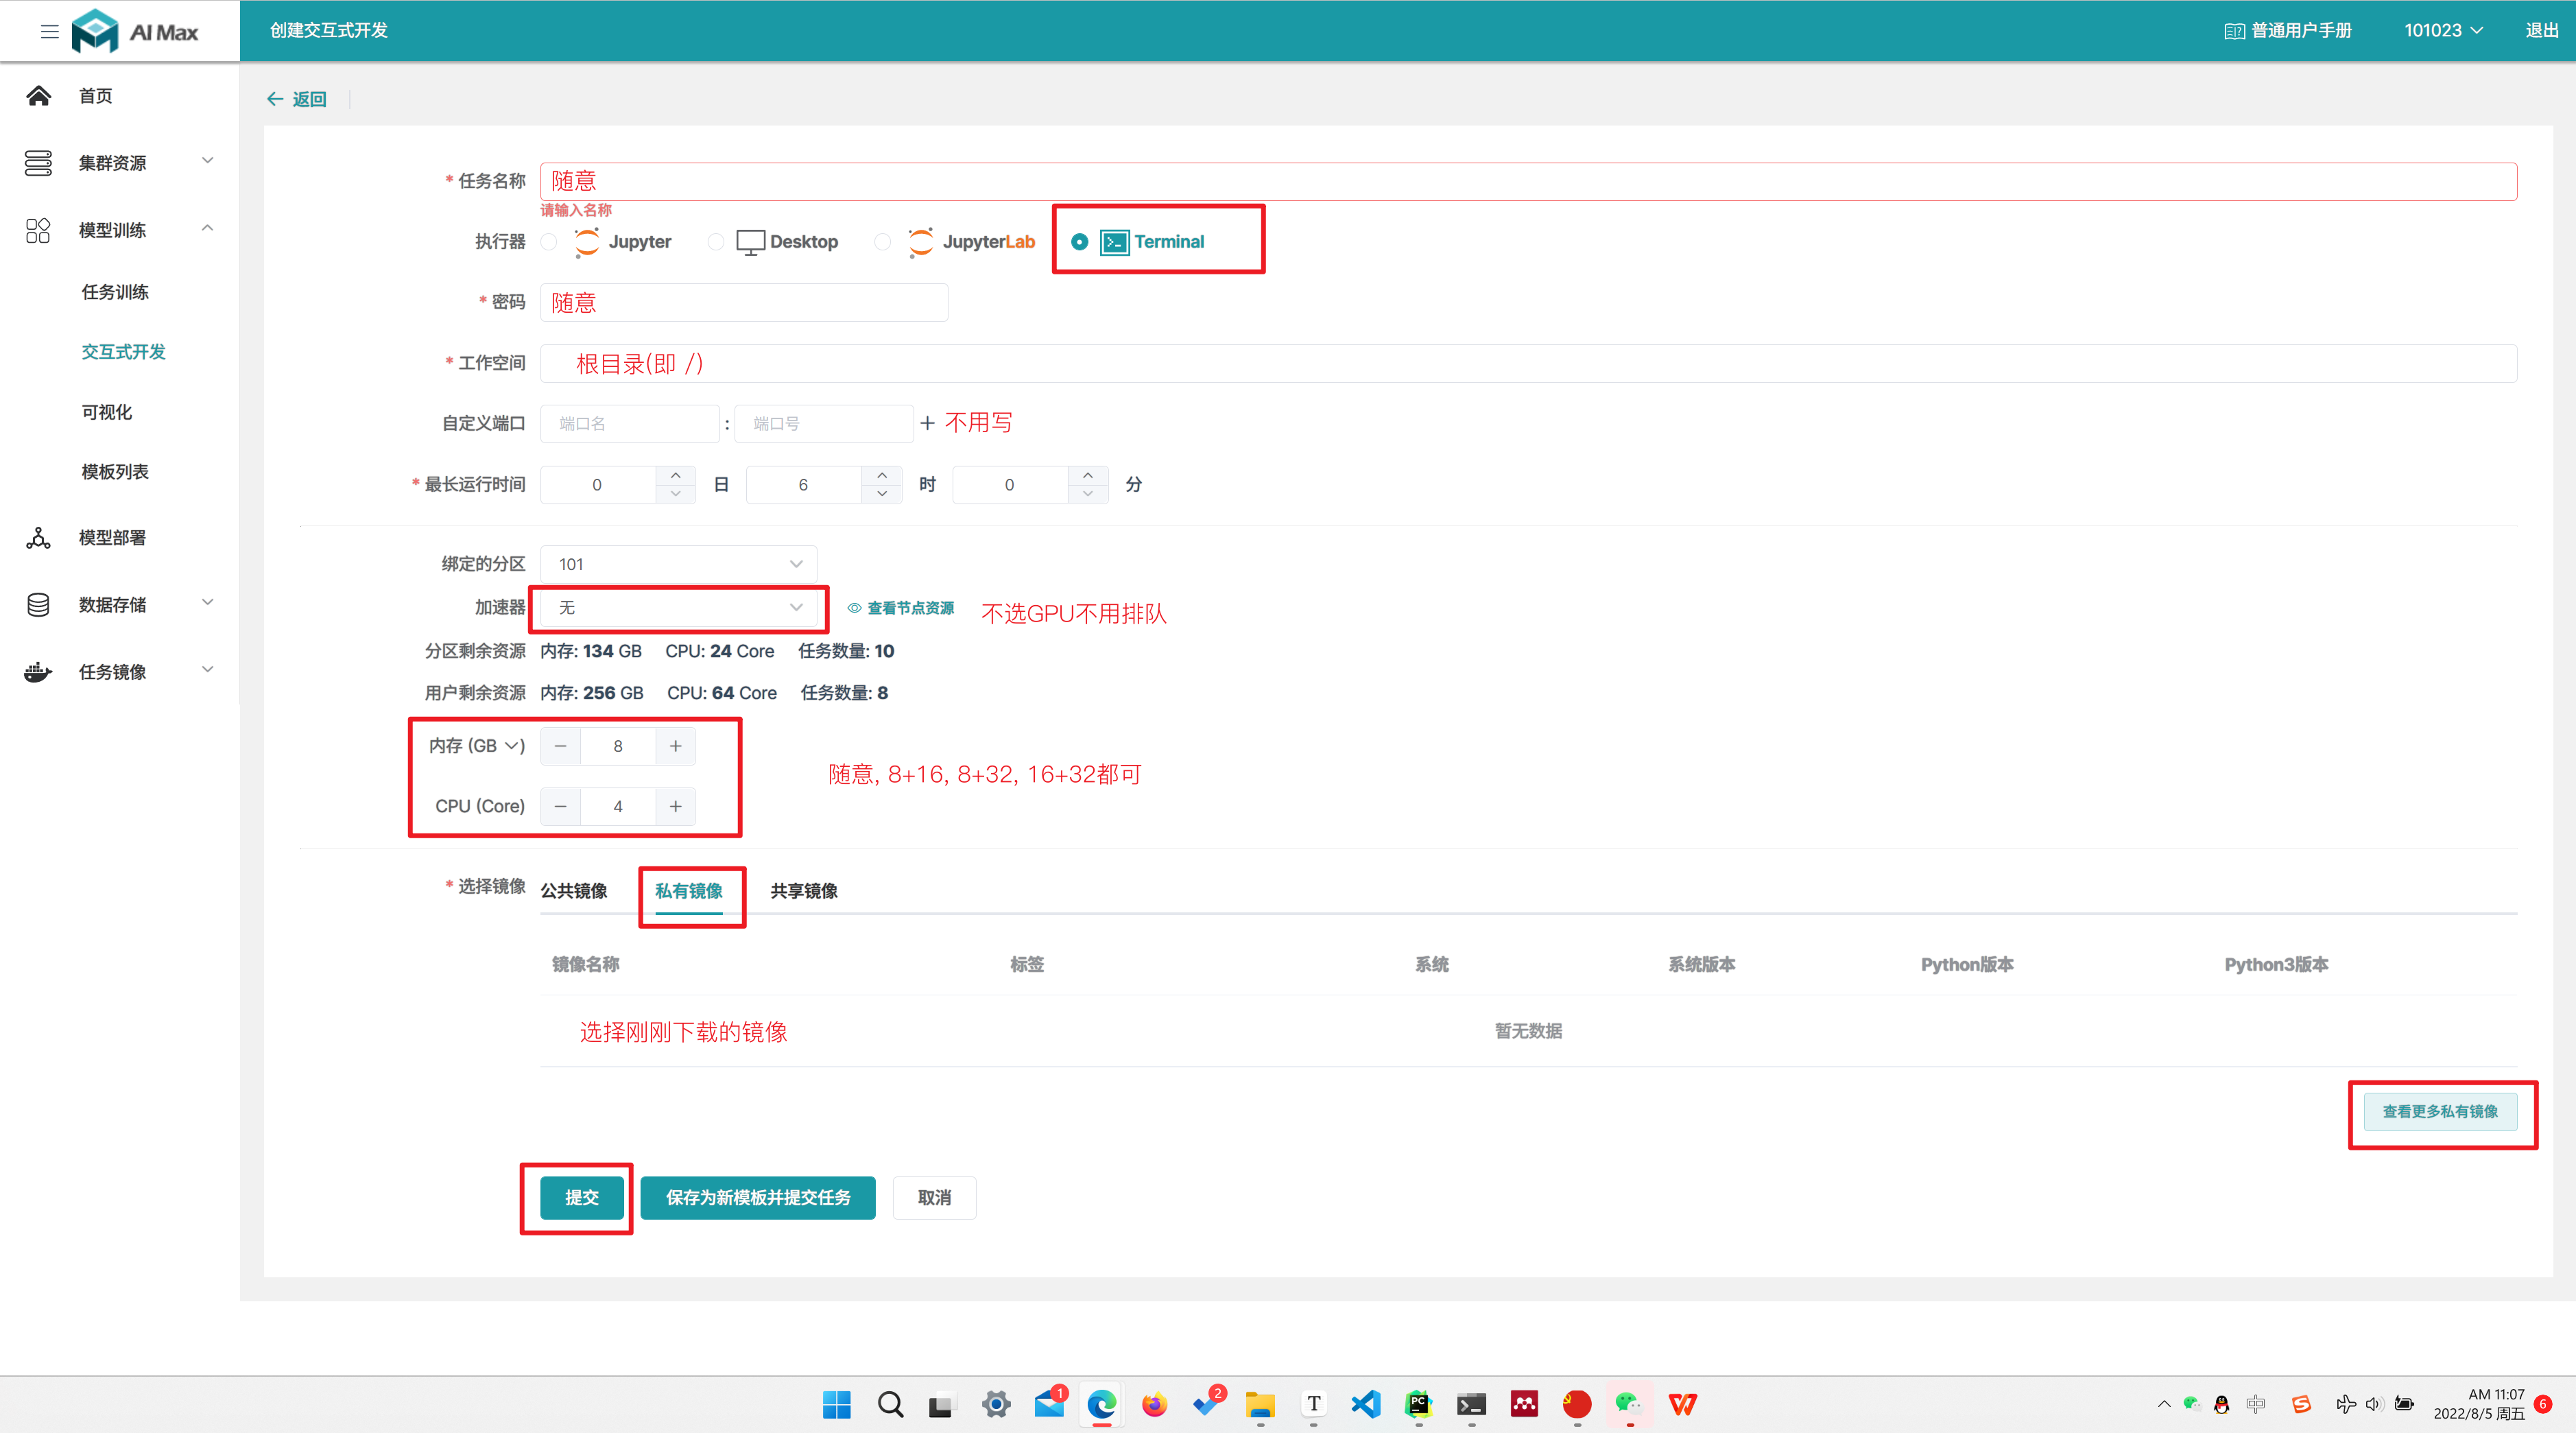 AI Max
创建交互式开发
普通用户手册
101023
退出
首页
集群资源
模型训练
任务训练
交互式开发
可视化
模板列表
模型部署
数据存储
任务镜像
返回
* 任务名称 随意
请输入名称
执行器 Jupyter Desktop JupyterLab Terminal
* 密码 随意
* 工作空间 根目录(即 /)
自定义端口 端口名 : 端口号 + 不用写
* 最长运行时间 0 日 6 时 0 分
绑定的分区 101
加速器 无 查看节点资源 不选GPU不用排队
分区剩余资源 内存: 134 GB CPU: 24 Core 任务数量: 10
用户剩余资源 内存: 256 GB CPU: 64 Core 任务数量: 8
内存 (GB ) − 8 +
随意, 8+16, 8+32, 16+32都可
CPU (Core) − 4 +
* 选择镜像 公共镜像 私有镜像 共享镜像
镜像名称 标签 系统 系统版本 Python版本 Python3版本
选择刚刚下载的镜像 暂无数据
查看更多私有镜像
提交 保存为新模板并提交任务 取消
1
2
T
PC
中
AM 11:07
2022/8/5 周五
6